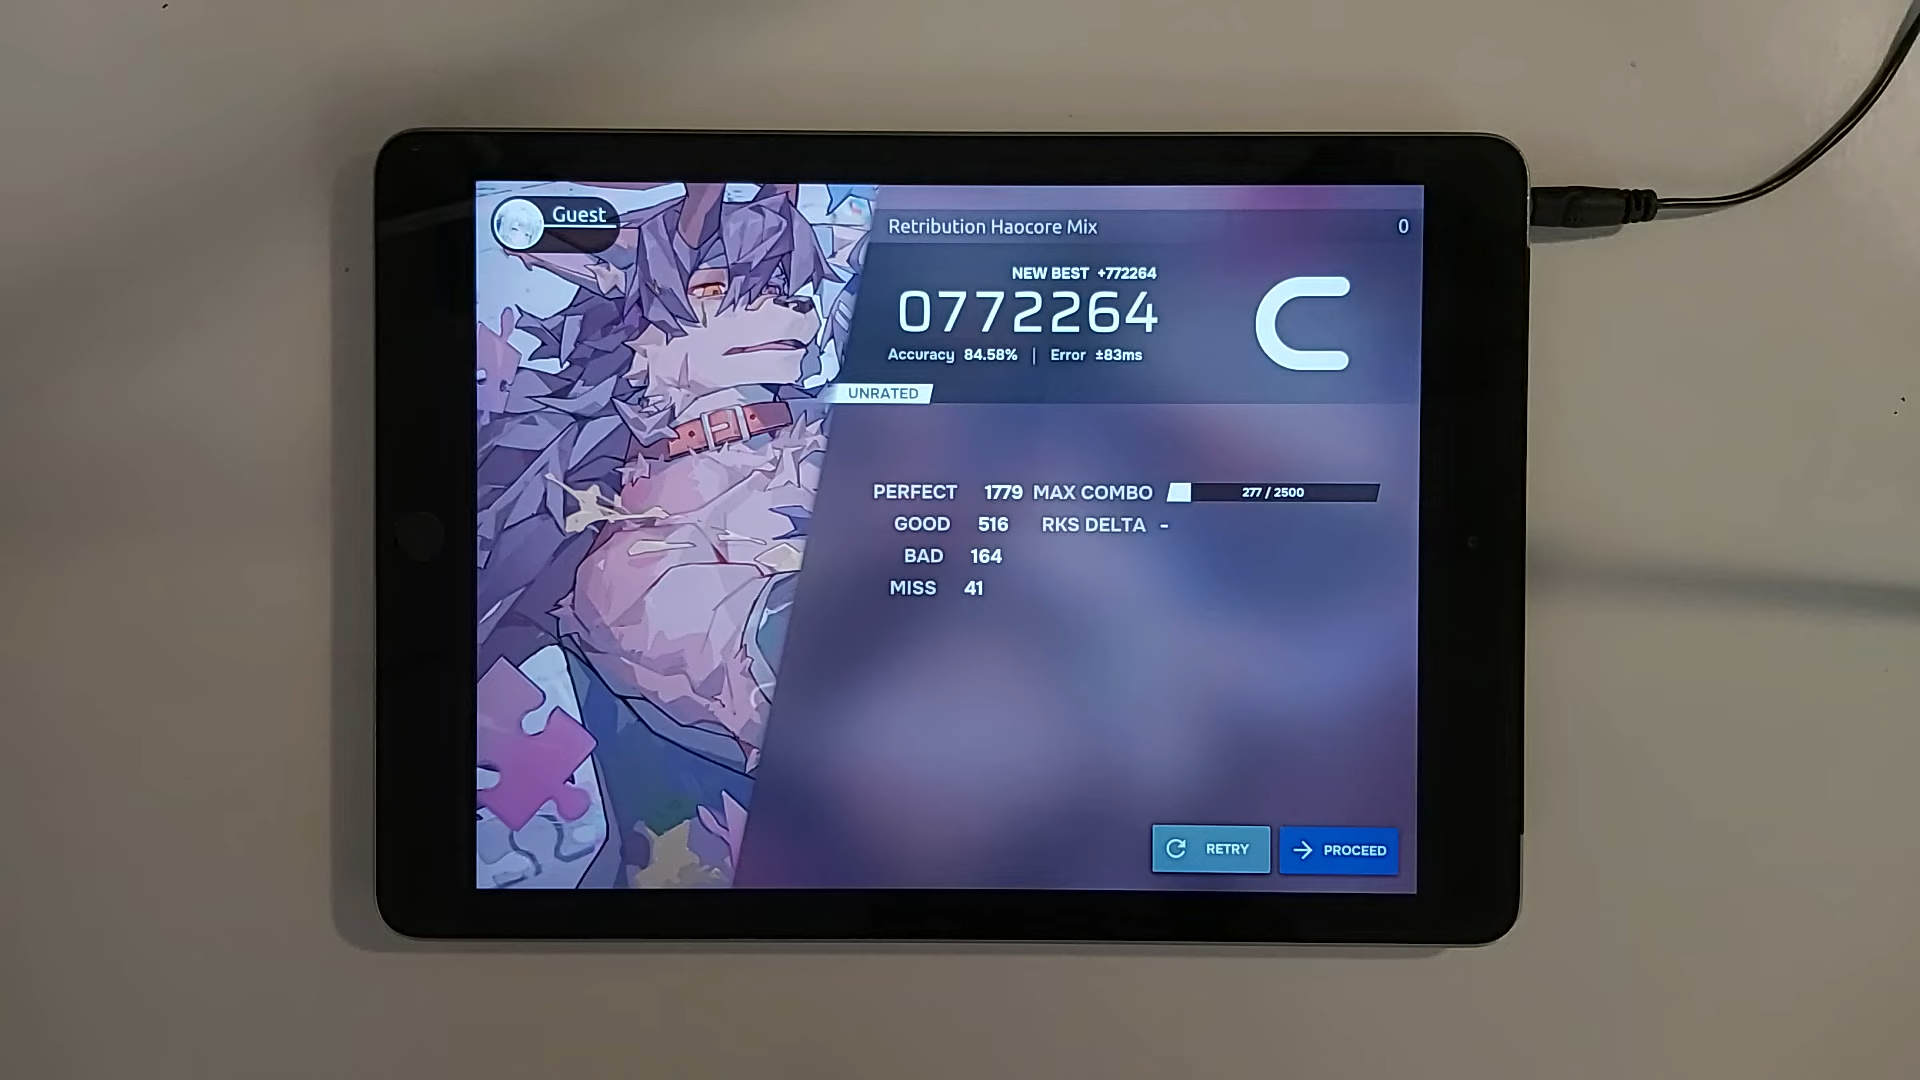 Guest
Retribution Haocore Mix 0
NEW BEST +772264
0772264
C
Accuracy 84.58% | Error ±83ms
UNRATED
PERFECT 1779 MAX COMBO 277 / 2500
GOOD 516 RKS DELTA -
BAD 164
MISS 41
RETRY PROCEED